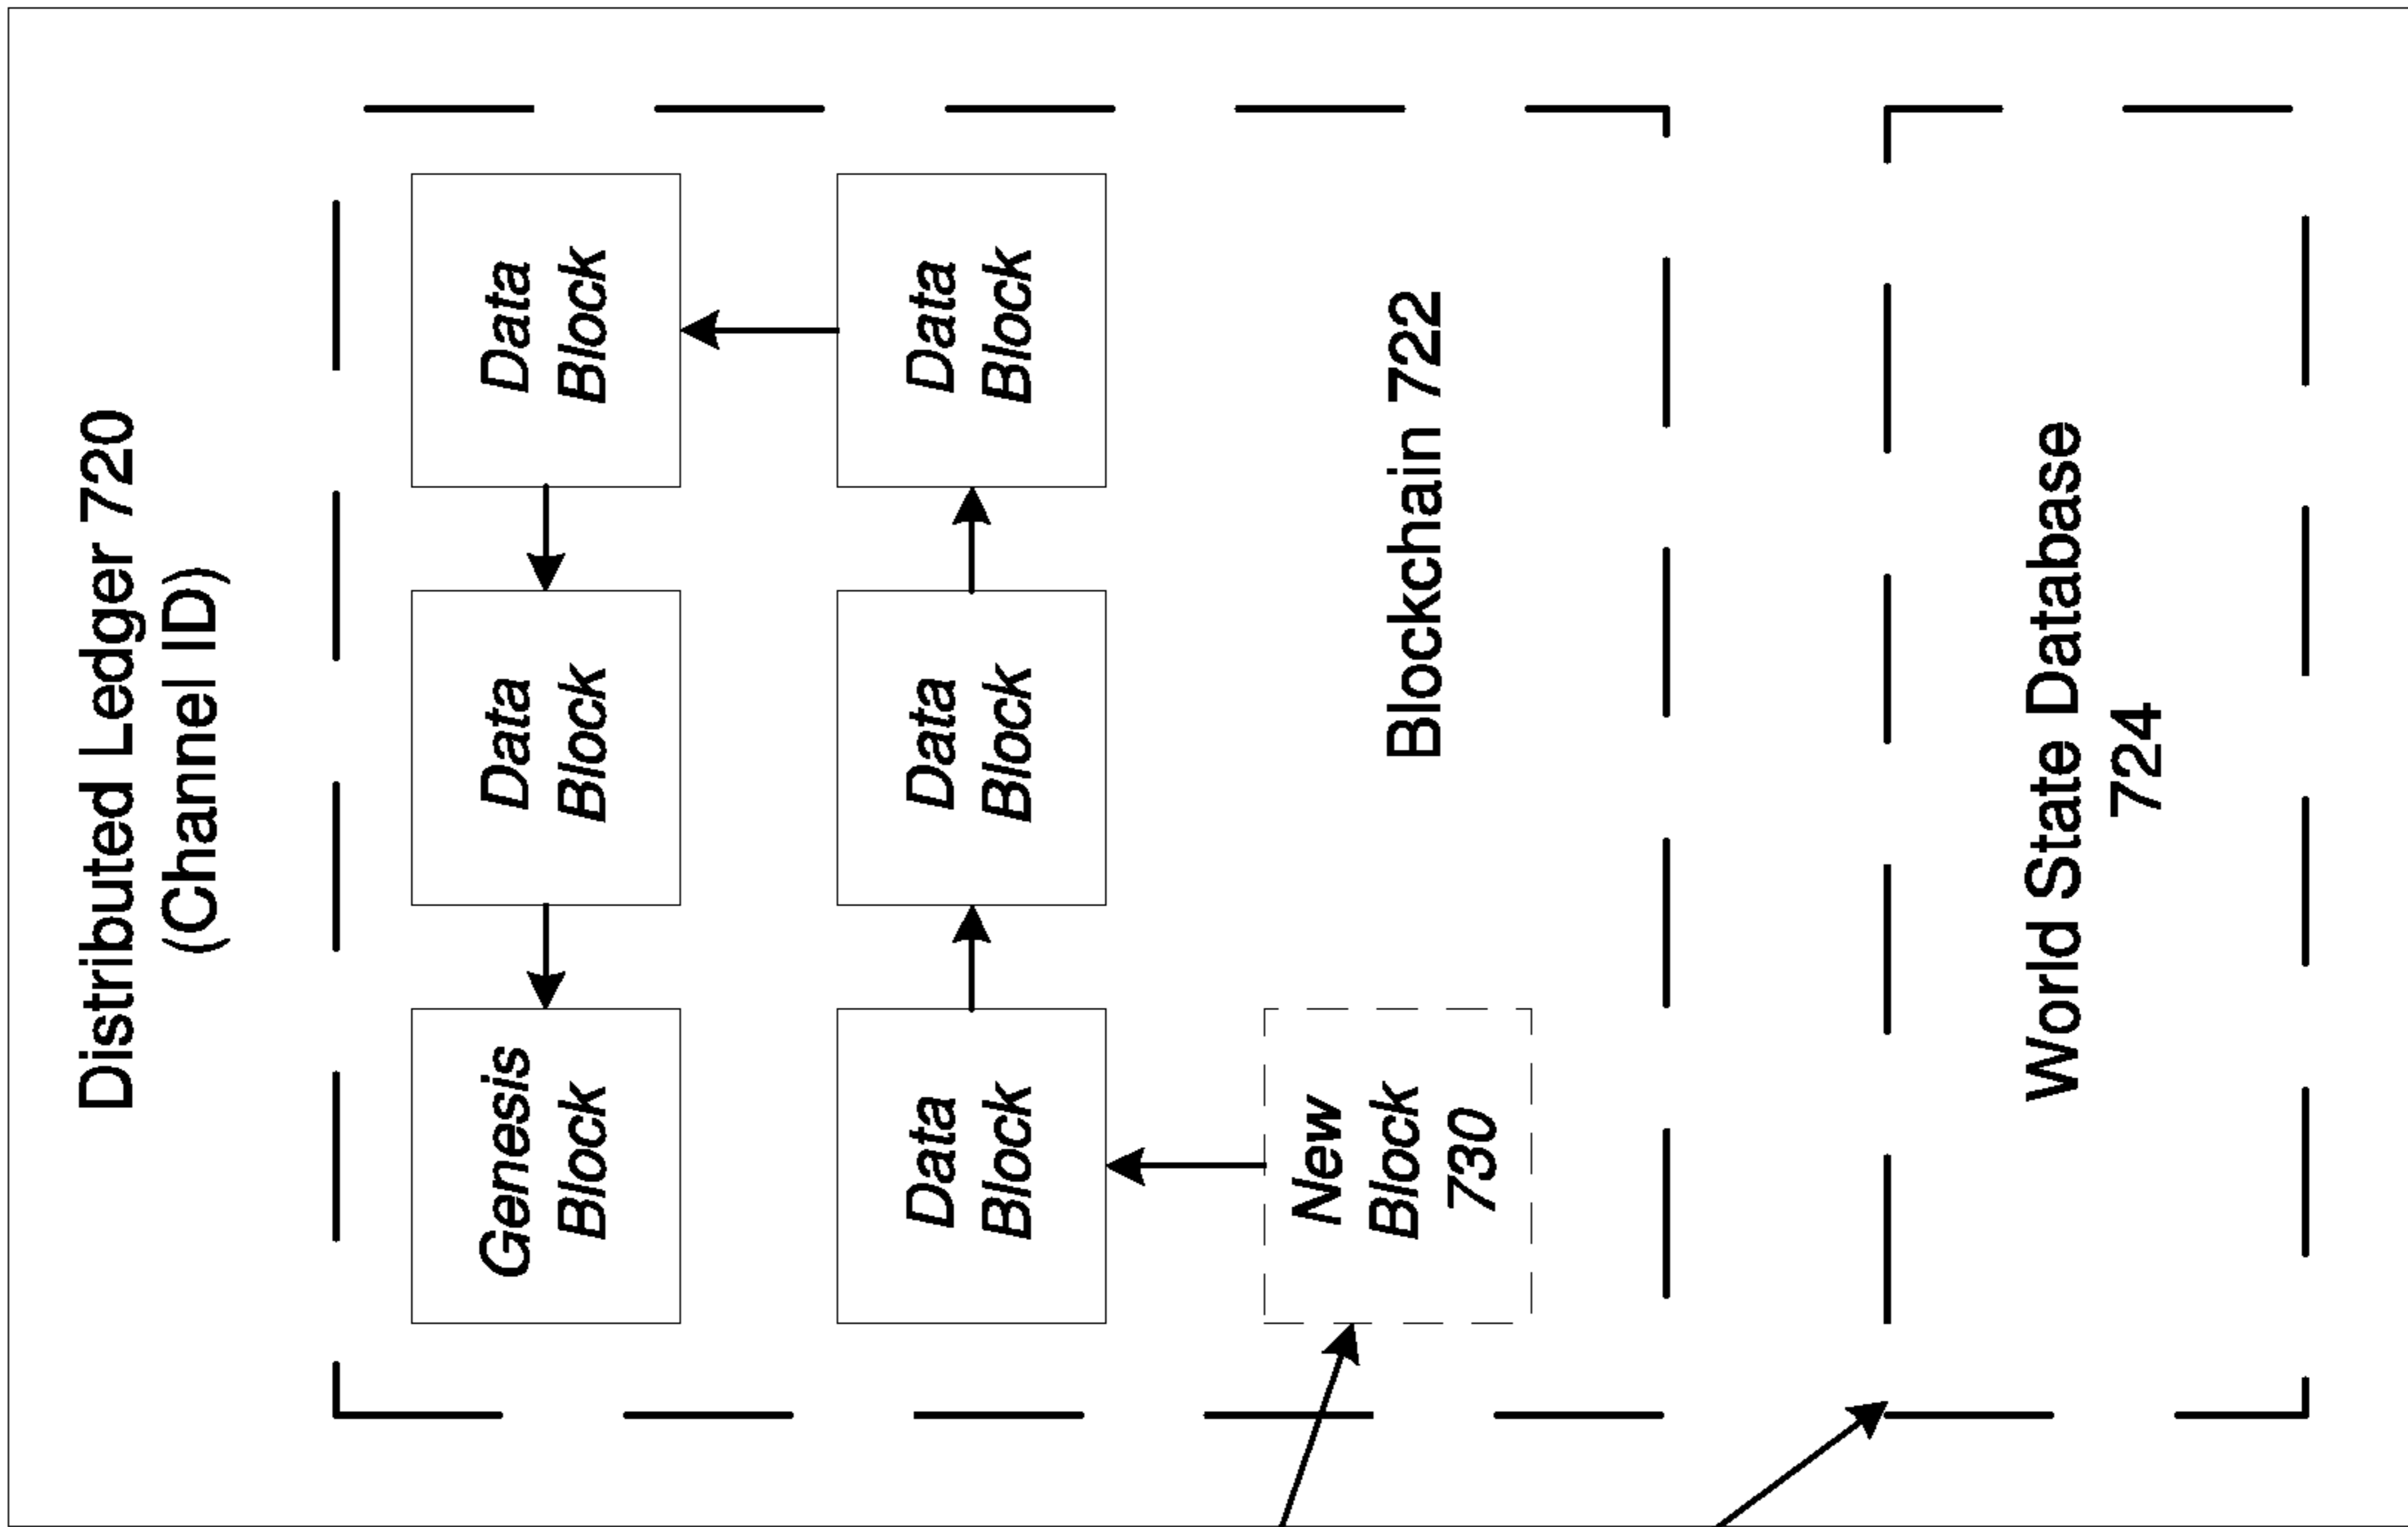 Distributed Ledger 720
(Channel ID)
Genesis
Block
Data
Block
Data
Block
Data
Block
Data
Block
Data
Block
New
Block
730
Blockchain 722
World State Database
724